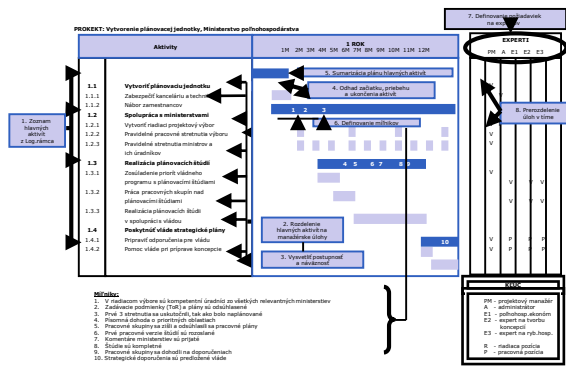 7. Definovanie požiadaviek
na expertov
PROKEKT: Vytvorenie plánovacej jednotky, Ministerstvo poľnohospodárstva
Aktivity
1 ROK
1M 2M 3M 4M 5M 6M 7M 8M 9M 10M 11M 12M
EXPERTI
PM A E1 E2 E3
5. Sumarizácia plánu hlavných aktivít
4. Odhad začiatku, priebehu
a ukončenia aktivít
1.1 Vytvoriť plánovaciu jednotku
1.1.1 Zabezpečiť kanceláriu a techniku
1.1.2 Nábor zamestnancov
1 2 3
1.2 Spolupráca s ministerstvami
6. Definovanie míľnikov
1.2.1 Vytvoriť riadiaci projektový výbor
1.2.2 Pravidelné pracovné stretnutia výboru
1.2.3 Pravidelné stretnutia ministrov a
iných úradníkov
1. Zoznam
hlavných
aktivít
z Log.rámca
8. Prerozdelenie
úloh v tíme
1.3 Realizácia plánovacích štúdií
4 5 6 7 8 9
1.3.1 Zosúladenie priorít vládneho
programu s plánovacími štúdiami
V
1.3.2 Práca pracovných skupín nad
plánovacími štúdiami
V V V
V V V
1.3.3 Realizácia plánovacích štúdií
v spolupráci s vládou
V V V
2. Rozdelenie
hlavných aktivít na
manažérske úlohy
1.4 Poskytnúť vláde strategické plány
1.4.1 Pripraviť odporúčania pre vládu
10
V P P P
1.4.2 Pomoc vláde pri príprave koncepcie
V P P P
3. Vysvetliť postupnosť
a náväznosť
KĽÚČ
PM - projektový manažér
A - administrátor
E1 - poľnohosp.ekonóm
E2 - expert na tvorbu
koncepcií
E3 - expert na ryb.hosp.
R - riadiaca pozícia
P - pracovná pozícia
Míľniky:
1. V riadiacom výbore sú kompetentní úradníci zo všetkých relevantných ministerstiev
2. Zadávacie podmienky (ToR) a plány sú odsúhlasené
3. Prvé 3 stretnutia sa uskutočnili, tak ako bolo naplánované
4. Písomná dohoda o prioritných oblastiach
5. Pracovné skupiny sa zišli a odsúhlasili sa pracovné plány
6. Prvé pracovné verzie štúdií sú rozoslané
7. Komentáre ministerstiev sú prijaté
8. Štúdie sú kompletné
9. Pracovné skupiny sa dohodli na odporúčaniach
10. Strategické odporúčania sú predložené vláde